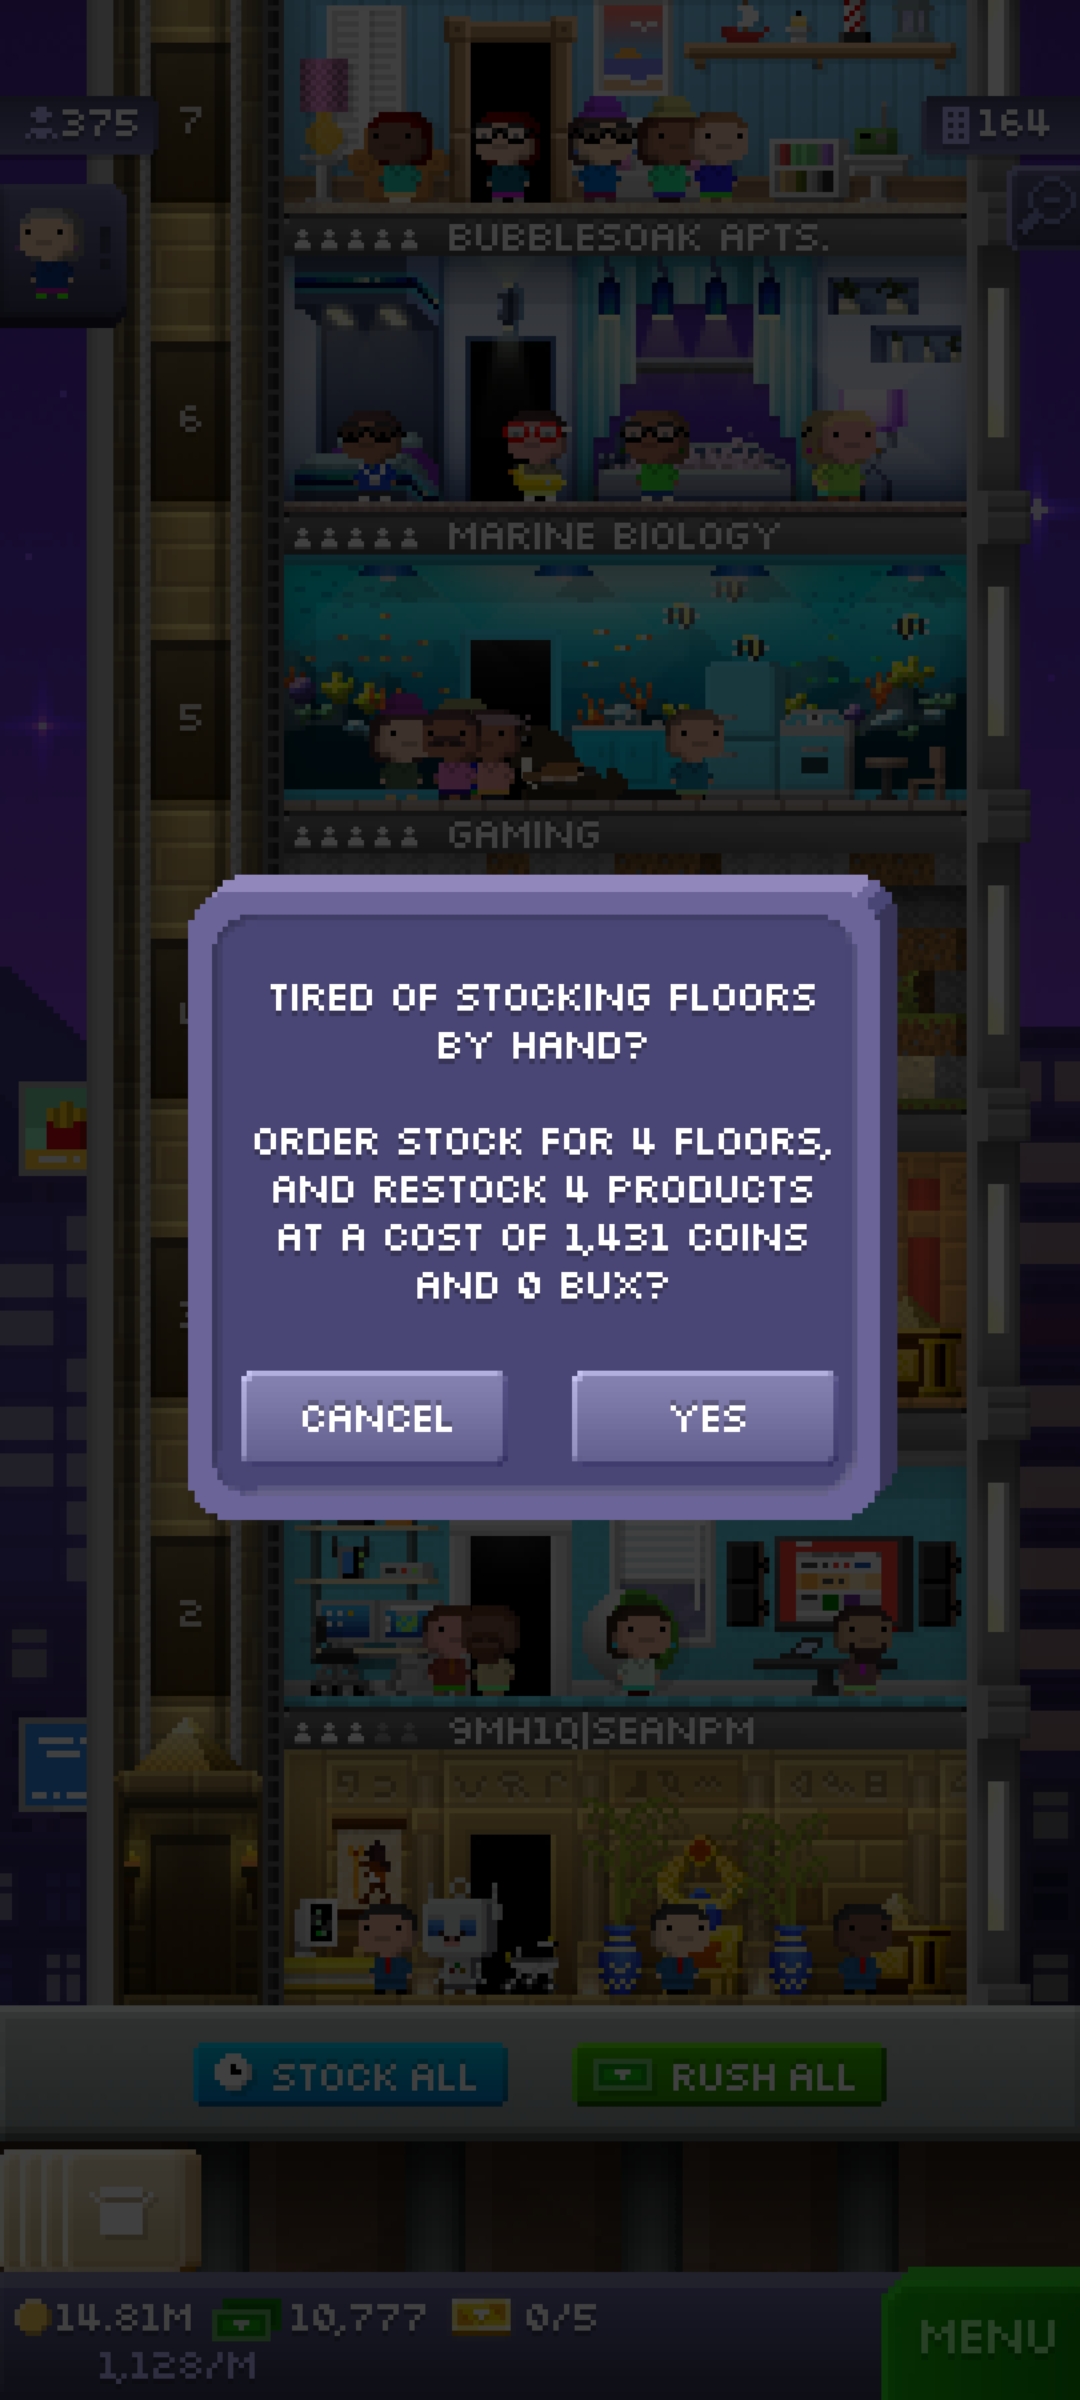 375
7
164
BUBBLESOAK APTS.
6
MARINE BIOLOGY
5
GAMING
TIRED OF STOCKING FLOORS
BY HAND?
ORDER STOCK FOR 4 FLOORS,
AND RESTOCK 4 PRODUCTS
AT A COST OF 1,431 COINS
AND 0 BUX?
CANCEL
YES
2
9MH1Q|SEANPM
STOCK ALL
RUSH ALL
14.81M
10,777
0/5
1,128/M
MENU